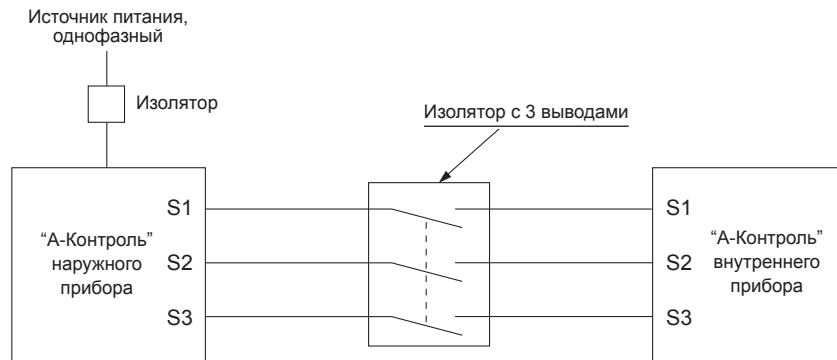 Источник питания,
однофазный
Изолятор
Изолятор с 3 выводами
“А-Контроль”
наружного
прибора
S1
S2
S3
S1
S2
S3
“А-Контроль”
внутреннего
прибора